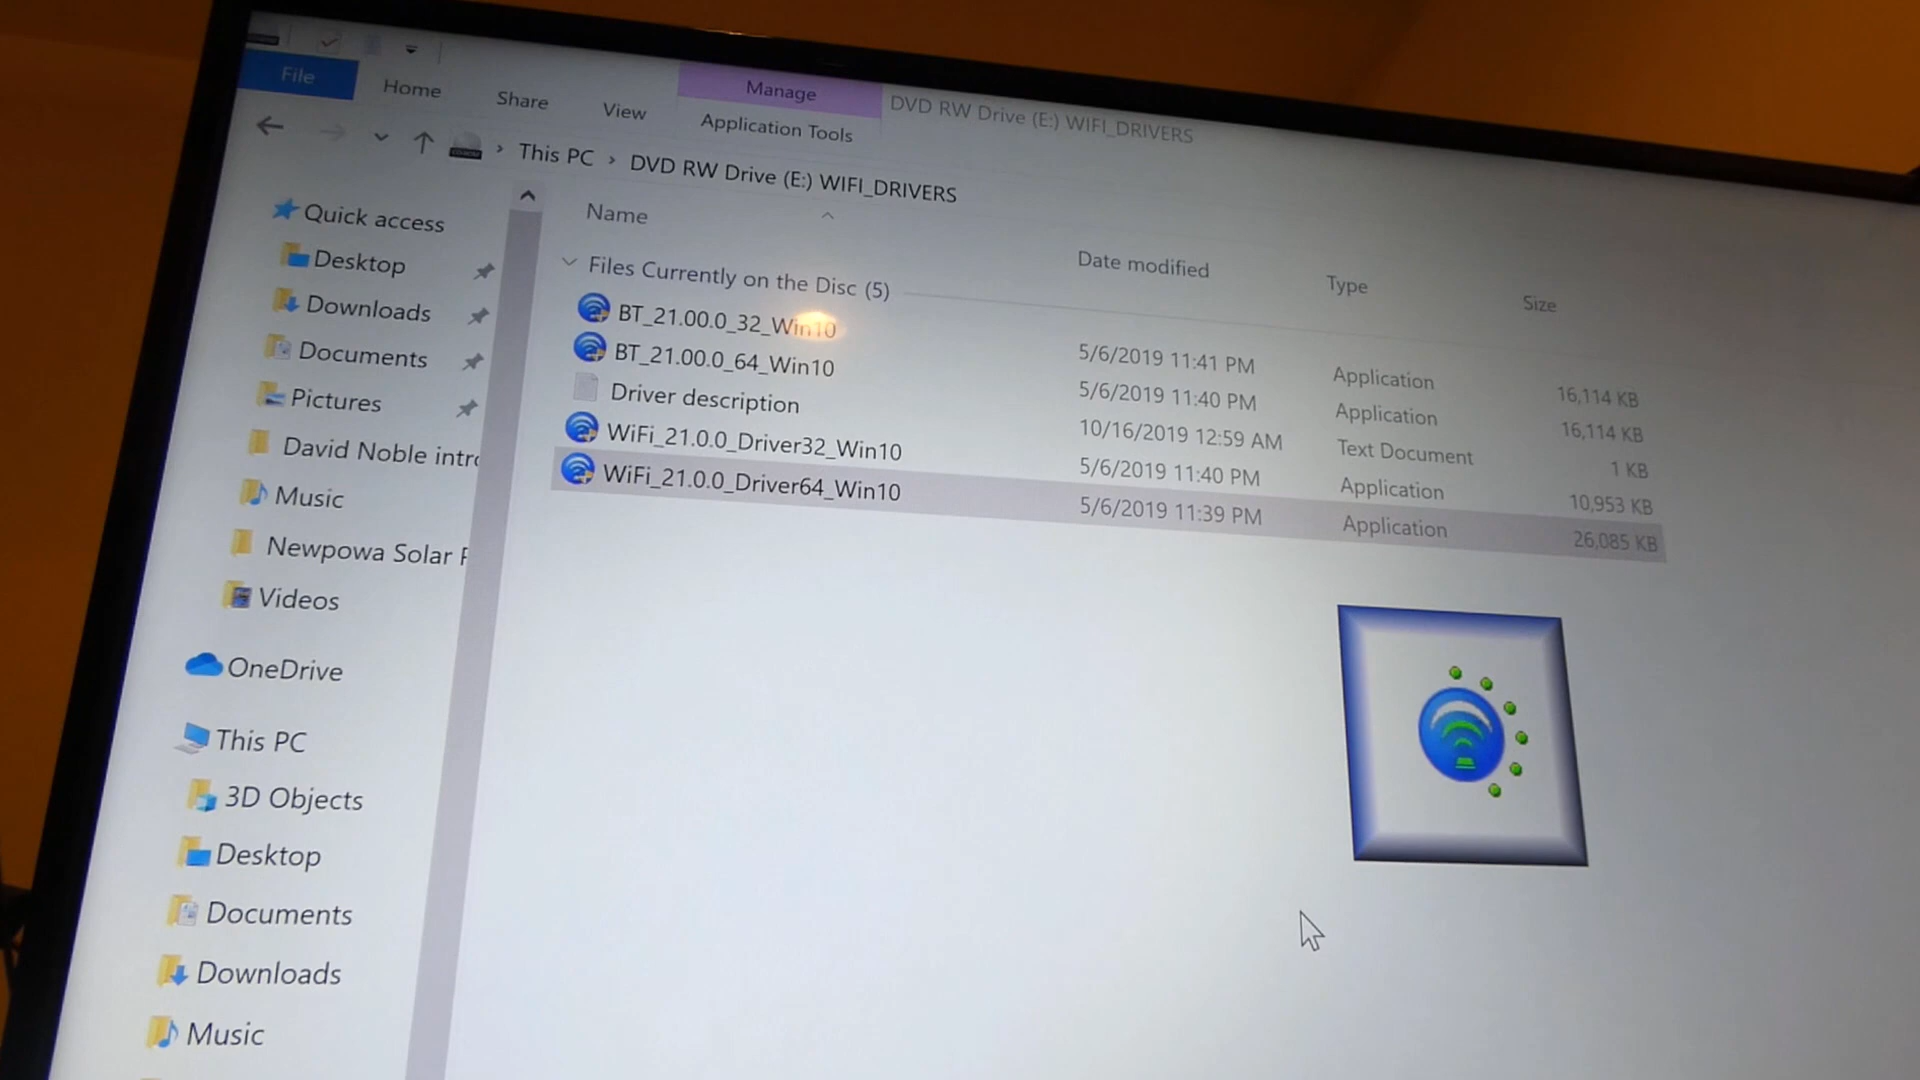 File
Home
Share
View
Manage
Application Tools
DVD RW Drive (E:) WIFI_DRIVERS
This PC
DVD RW Drive (E:) WIFI_DRIVERS
Quick access
Desktop
Downloads
Documents
Pictures
David Noble intro
Music
Newpowa Solar P
Videos
OneDrive
This PC
3D Objects
Desktop
Documents
Downloads
Music
Name Date modified Type Size
Files Currently on the Disc (5)
BT_21.00.0_32_Win10 5/6/2019 11:41 PM Application 16,114 KB
BT_21.00.0_64_Win10 5/6/2019 11:40 PM Application 16,114 KB
Driver description 10/16/2019 12:59 AM Text Document 1 KB
WiFi_21.0.0_Driver32_Win10 5/6/2019 11:40 PM Application 10,953 KB
WiFi_21.0.0_Driver64_Win10 5/6/2019 11:39 PM Application 26,085 KB